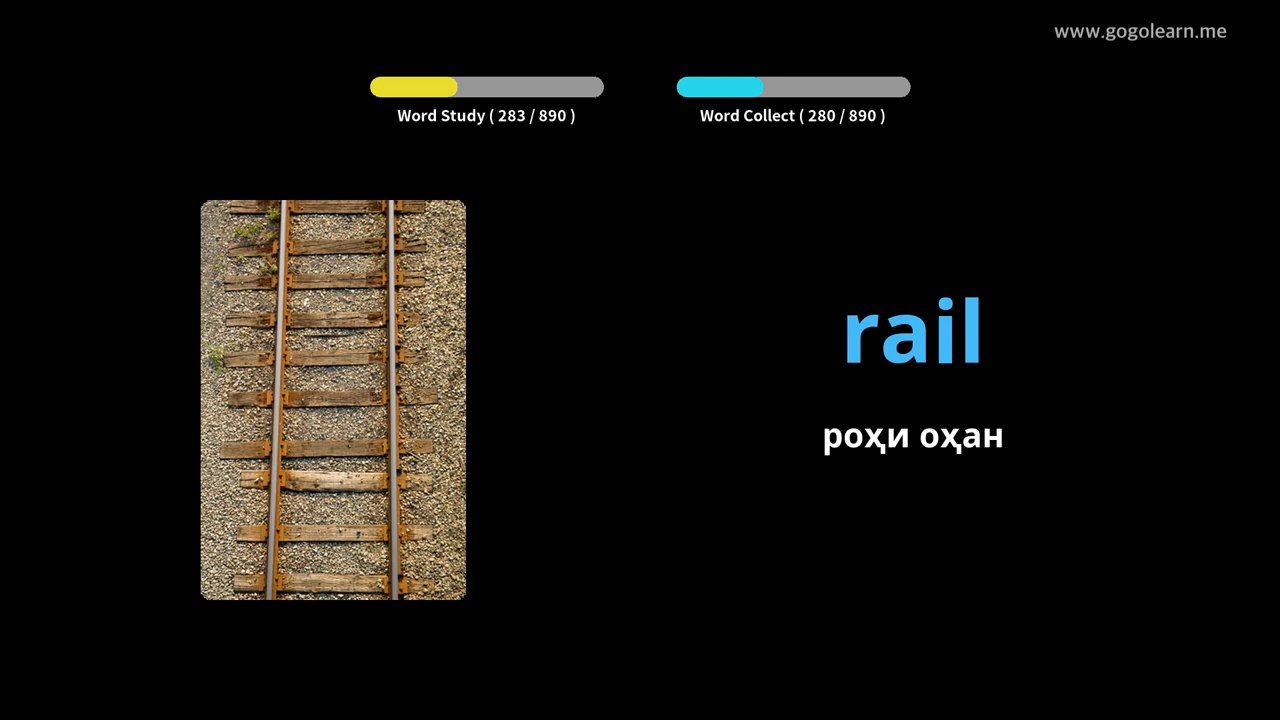 www.gogolearn.me
Word Study ( 283 / 890 )
Word Collect ( 280 / 890 )
rail
роҳи оҳан